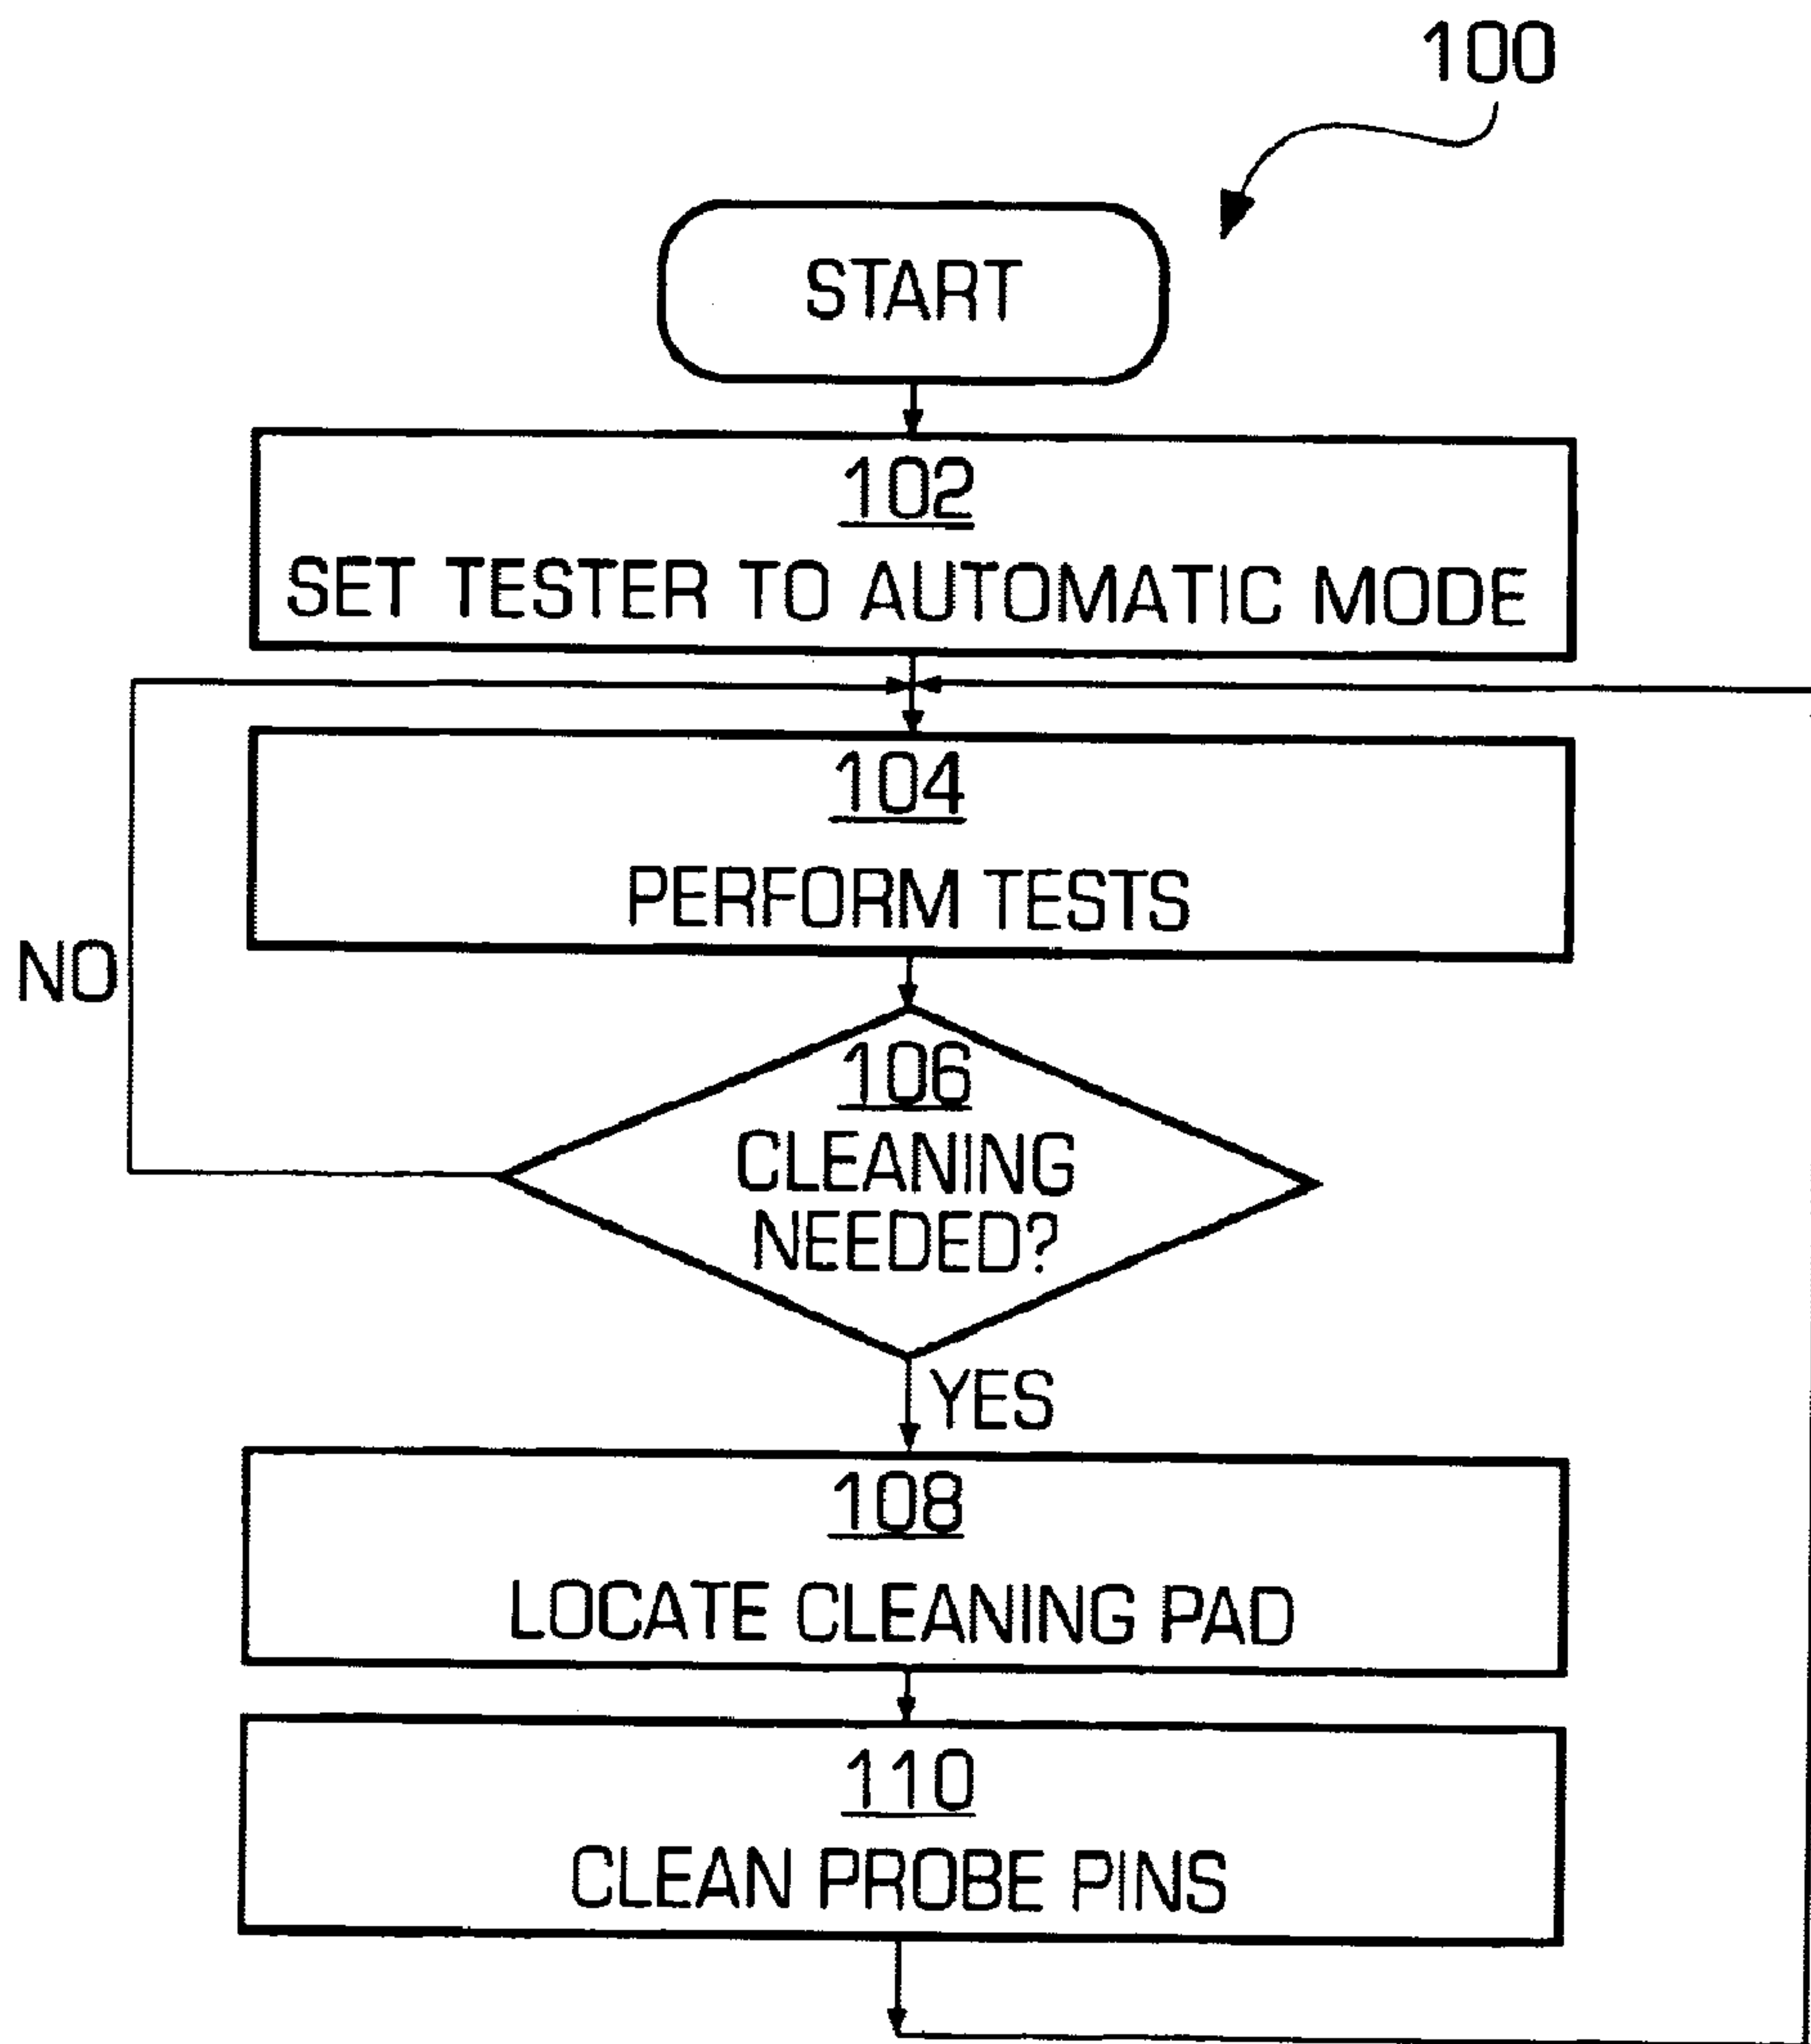 100
START
102
SET TESTER TO AUTOMATIC MODE
104
PERFORM TESTS
NO
106
CLEANING
NEEDED?
YES
108
LOCATE CLEANING PAD
110
CLEAN PROBE PINS